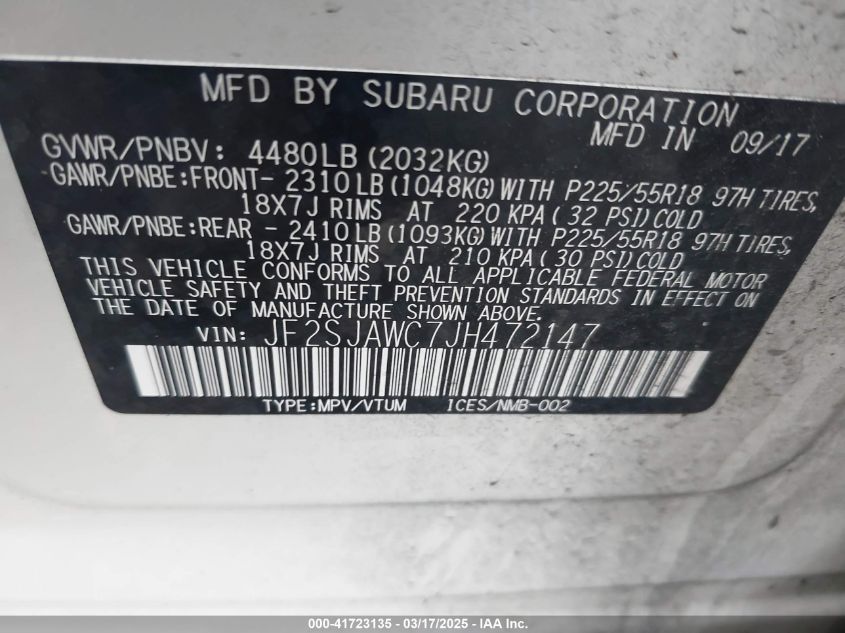 MFD BY SUBARU CORPORATION
MFD IN 09/17
GVWR/PNBV: 4480LB (2032KG)
GAWR/PNBE:FRONT- 2310LB (1048KG) WITH P225/55R18 97H TIRES,
18X7J RIMS AT 220 KPA( 32 PSI) COLD
GAWR/PNBE:REAR - 2410LB (1093KG) WITH P225/55R18 97H TIRES,
18X7J RIMS AT 210 KPA( 30 PSI) COLD
THIS VEHICLE CONFORMS TO ALL APPLICABLE FEDERAL MOTOR
VEHICLE SAFETY AND THEFT PREVENTION STANDARDS IN EFFECT ON
THE DATE OF MANUFACTURE SHOWN ABOVE.
VIN: JF2SJAWC7JH472147
TYPE:MPV/VTUM ICES/NMB-002
000-41723135 - 03/17/2025 - IAA Inc.